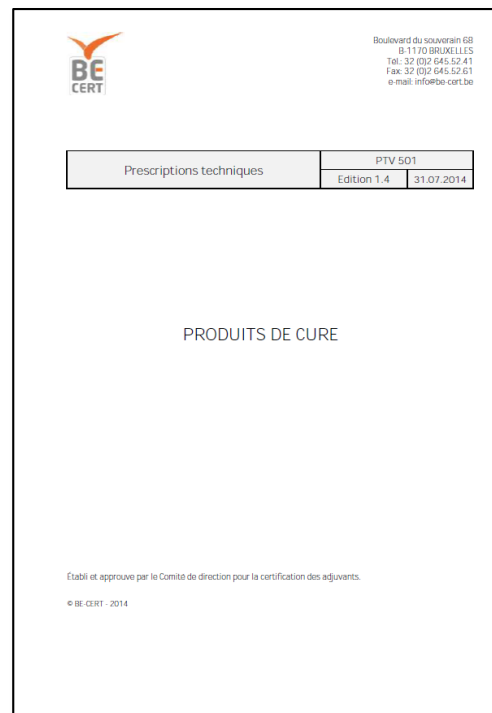 BE
CERT
Boulevard du souverain 68
B-1170 BRUXELLES
Tél.: 32 (0)2 645.52.41
Fax: 32 (0)2 645.52.61
e-mail: info@be-cert.be
Prescriptions techniques
PTV 501
Edition 1.4 31.07.2014
PRODUITS DE CURE
Établi et approuve par le Comité de direction pour la certification des adjuvants.
© BE-CERT - 2014